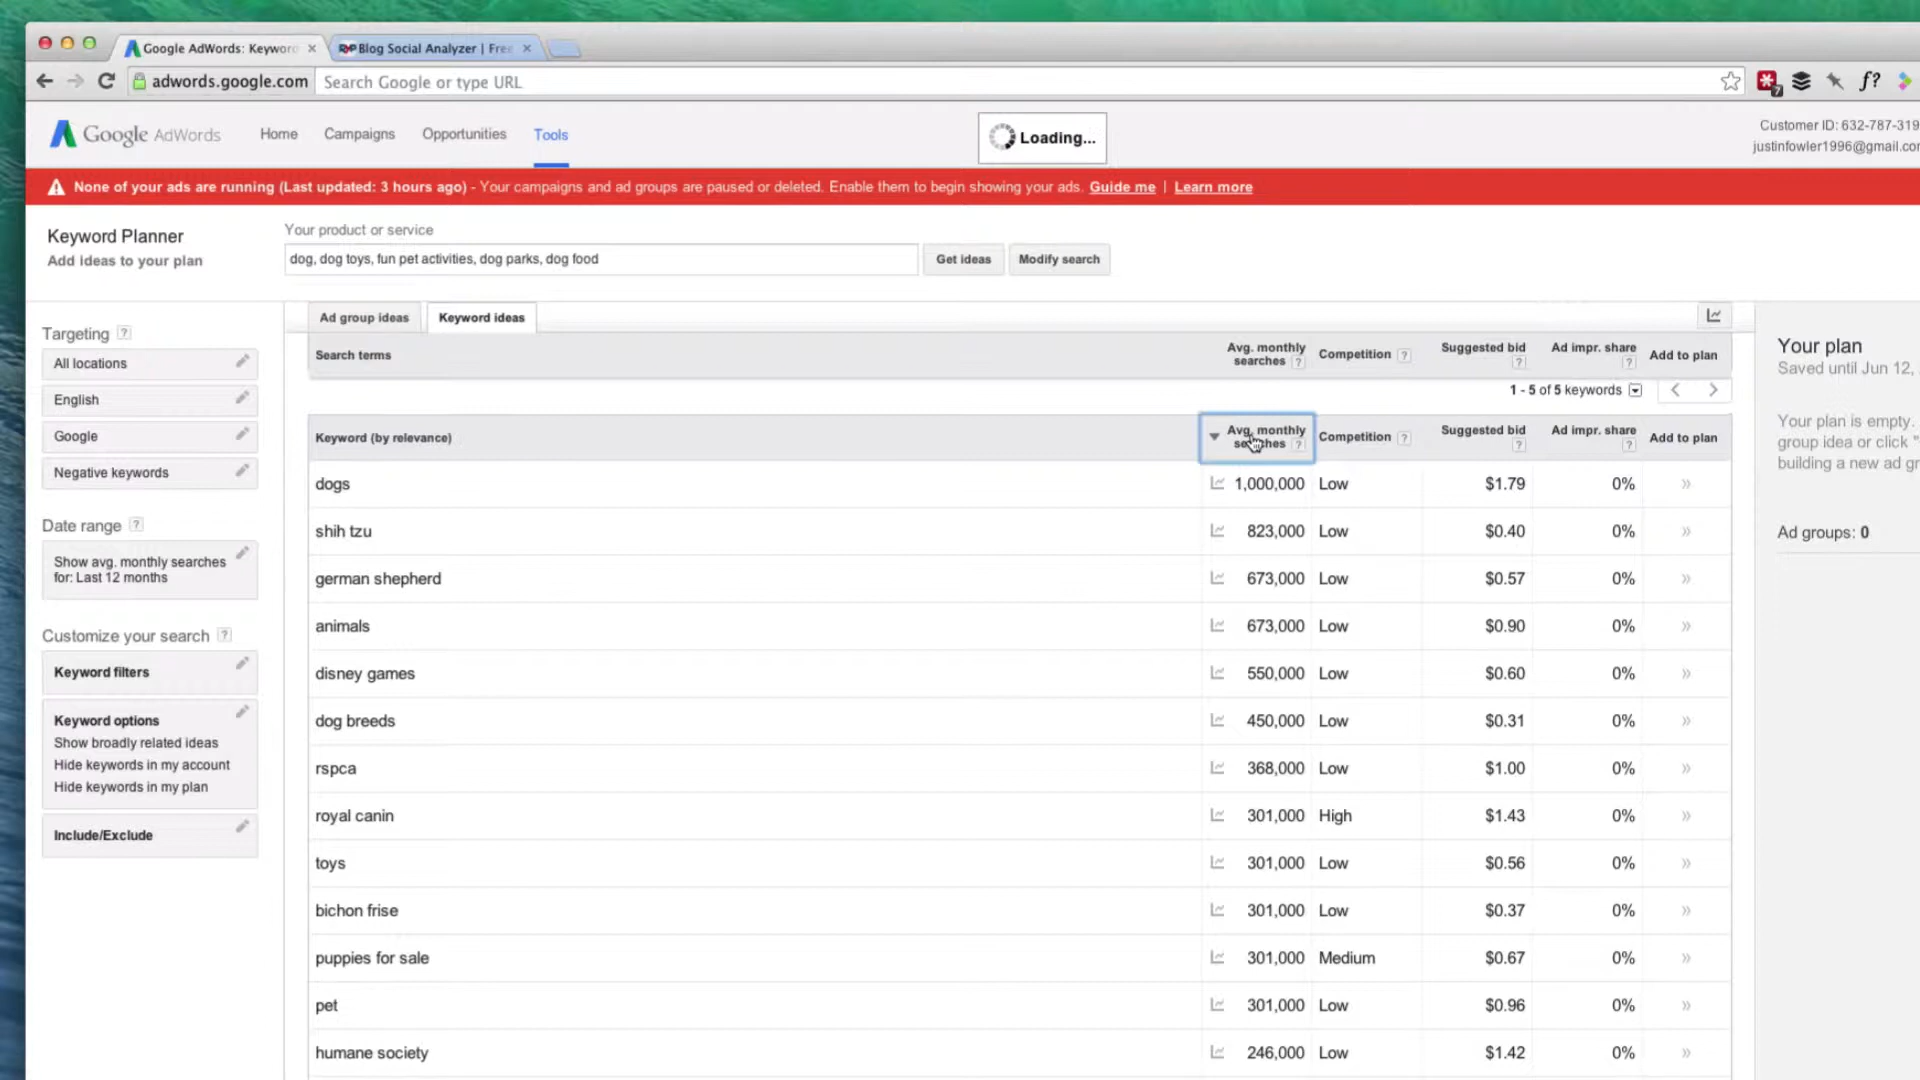 Google AdWords: Keyword
Blog Social Analyzer | Free
adwords.google.com
Search Google or type URL
7
f?
Google AdWords
Home
Campaigns
Opportunities
Tools
Loading...
Customer ID: 632-787-319
justinfowler1996@gmail.com
None of your ads are running (Last updated: 3 hours ago) - Your campaigns and ad groups are paused or deleted. Enable them to begin showing your ads. Guide me | Learn more
Keyword Planner
Add ideas to your plan
Your product or service
dog, dog toys, fun pet activities, dog parks, dog food
Get ideas
Modify search
Targeting ?
All locations
English
Google
Negative keywords
Date range ?
Show avg. monthly searches
for: Last 12 months
Customize your search ?
Keyword filters
Keyword options
Show broadly related ideas
Hide keywords in my account
Hide keywords in my plan
Include/Exclude
Ad group ideas
Keyword ideas
Search terms
Avg. monthly
searches ?
Competition ?
Suggested bid
?
Ad impr. share
?
Add to plan
1 - 5 of 5 keywords
Keyword (by relevance)
Avg. monthly
searches ?
Competition ?
Suggested bid
?
Ad impr. share
?
Add to plan
dogs 1,000,000 Low $1.79 0% »
shih tzu 823,000 Low $0.40 0% »
german shepherd 673,000 Low $0.57 0% »
animals 673,000 Low $0.90 0% »
disney games 550,000 Low $0.60 0% »
dog breeds 450,000 Low $0.31 0% »
rspca 368,000 Low $1.00 0% »
royal canin 301,000 High $1.43 0% »
toys 301,000 Low $0.56 0% »
bichon frise 301,000 Low $0.37 0% »
puppies for sale 301,000 Medium $0.67 0% »
pet 301,000 Low $0.96 0% »
humane society 246,000 Low $1.42 0% »
Your plan
Saved until Jun 12,
Your plan is empty.
group idea or click "
building a new ad gr
Ad groups: 0